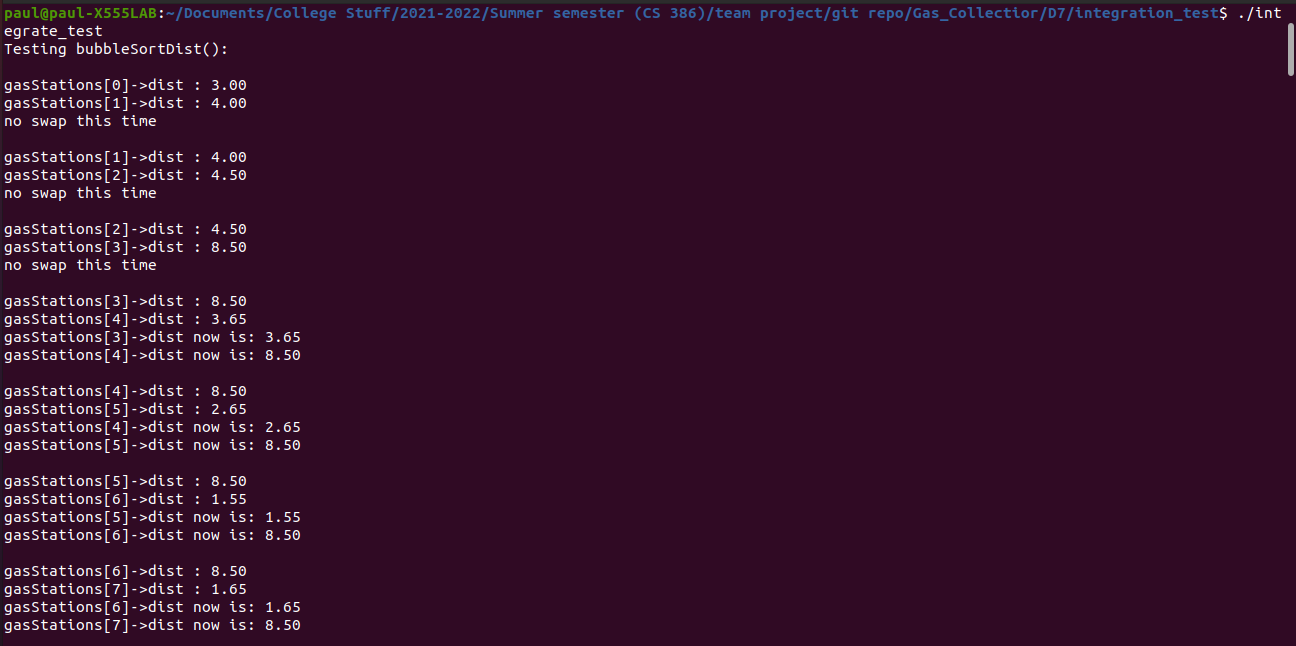 paul@paul-X555LAB:~/Documents/College Stuff/2021-2022/Summer semester (CS 386)/team project/git repo/Gas_Collectior/D7/integration_test$ ./int
egrate_test
Testing bubbleSortDist():
gasStations[0]->dist : 3.00
gasStations[1]->dist : 4.00
no swap this time
gasStations[1]->dist : 4.00
gasStations[2]->dist : 4.50
no swap this time
gasStations[2]->dist : 4.50
gasStations[3]->dist : 8.50
no swap this time
gasStations[3]->dist : 8.50
gasStations[4]->dist : 3.65
gasStations[3]->dist now is: 3.65
gasStations[4]->dist now is: 8.50
gasStations[4]->dist : 8.50
gasStations[5]->dist : 2.65
gasStations[4]->dist now is: 2.65
gasStations[5]->dist now is: 8.50
gasStations[5]->dist : 8.50
gasStations[6]->dist : 1.55
gasStations[5]->dist now is: 1.55
gasStations[6]->dist now is: 8.50
gasStations[6]->dist : 8.50
gasStations[7]->dist : 1.65
gasStations[6]->dist now is: 1.65
gasStations[7]->dist now is: 8.50